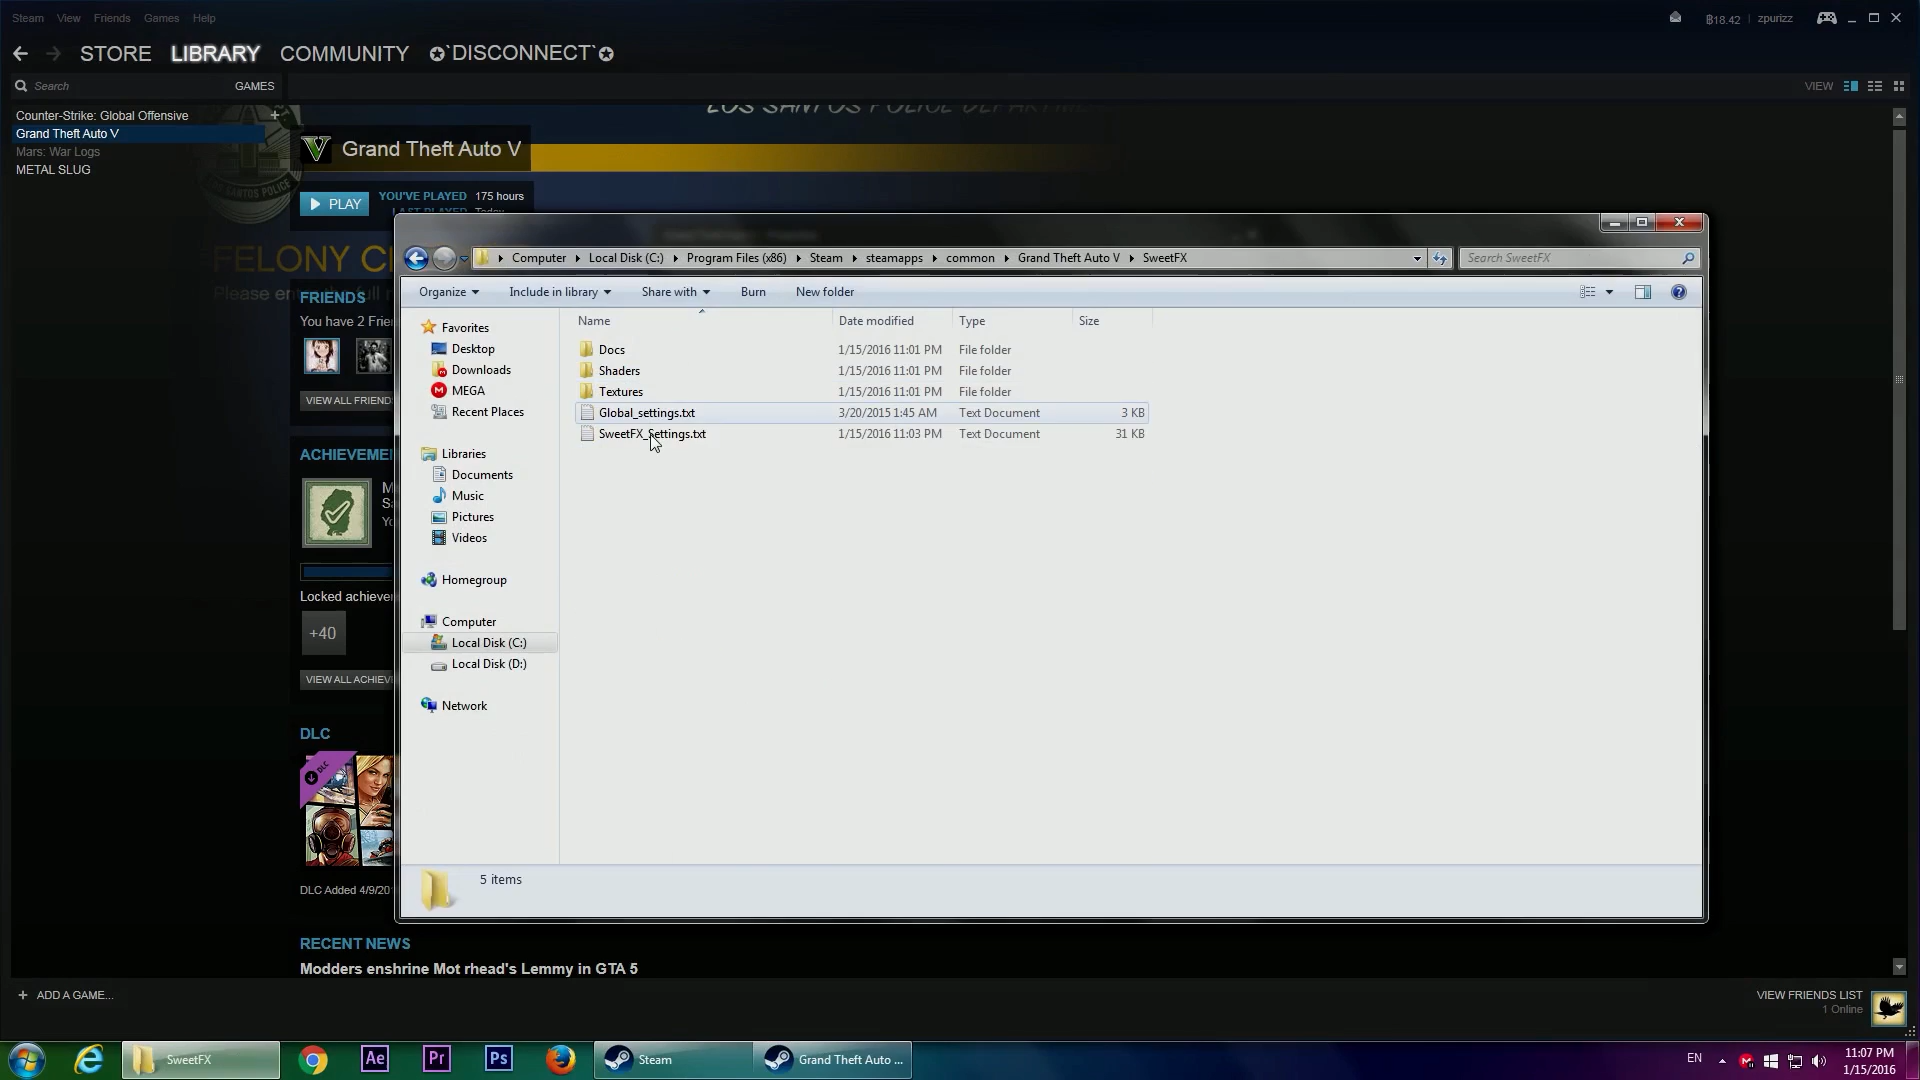 Steam View Friends Games Help
฿18.42 zpurizz
STORE LIBRARY COMMUNITY ✪`DISCONNECT`✪
Search GAMES VIEW
Counter-Strike: Global Offensive
Grand Theft Auto V
Mars: War Logs
METAL SLUG
Grand Theft Auto V
PLAY
YOU'VE PLAYED 175 hours
LAST PLAYED Today
FELONY
FRIENDS
You have 2
VIEW ALL
ACHIEVEMEN
Locked
+40
VIEW ALL
DLC
DLC
DLC Added
RECENT NEWS
Modders enshrine Mot rhead's Lemmy in GTA 5
+ ADD A GAME...
VIEW FRIENDS LIST
1 Online
Computer Local Disk (C:) Program Files (x86) Steam steamapps common Grand Theft Auto V SweetFX
Search SweetFX
Organize Include in library Share with Burn New folder
Favorites
Desktop
Downloads
MEGA
Recent Places
Libraries
Documents
Music
Pictures
Videos
Homegroup
Computer
Local Disk (C:)
Local Disk (D:)
Network
Name Date modified Type Size
Docs 1/15/2016 11:01 PM File folder
Shaders 1/15/2016 11:01 PM File folder
Textures 1/15/2016 11:01 PM File folder
Global_settings.txt 3/20/2015 1:45 AM Text Document 3 KB
SweetFX_Settings.txt 1/15/2016 11:03 PM Text Document 31 KB
5 items
SweetFX
Ae
Pr
Ps
Steam
Grand Theft Auto ...
EN
11:07 PM
1/15/2016